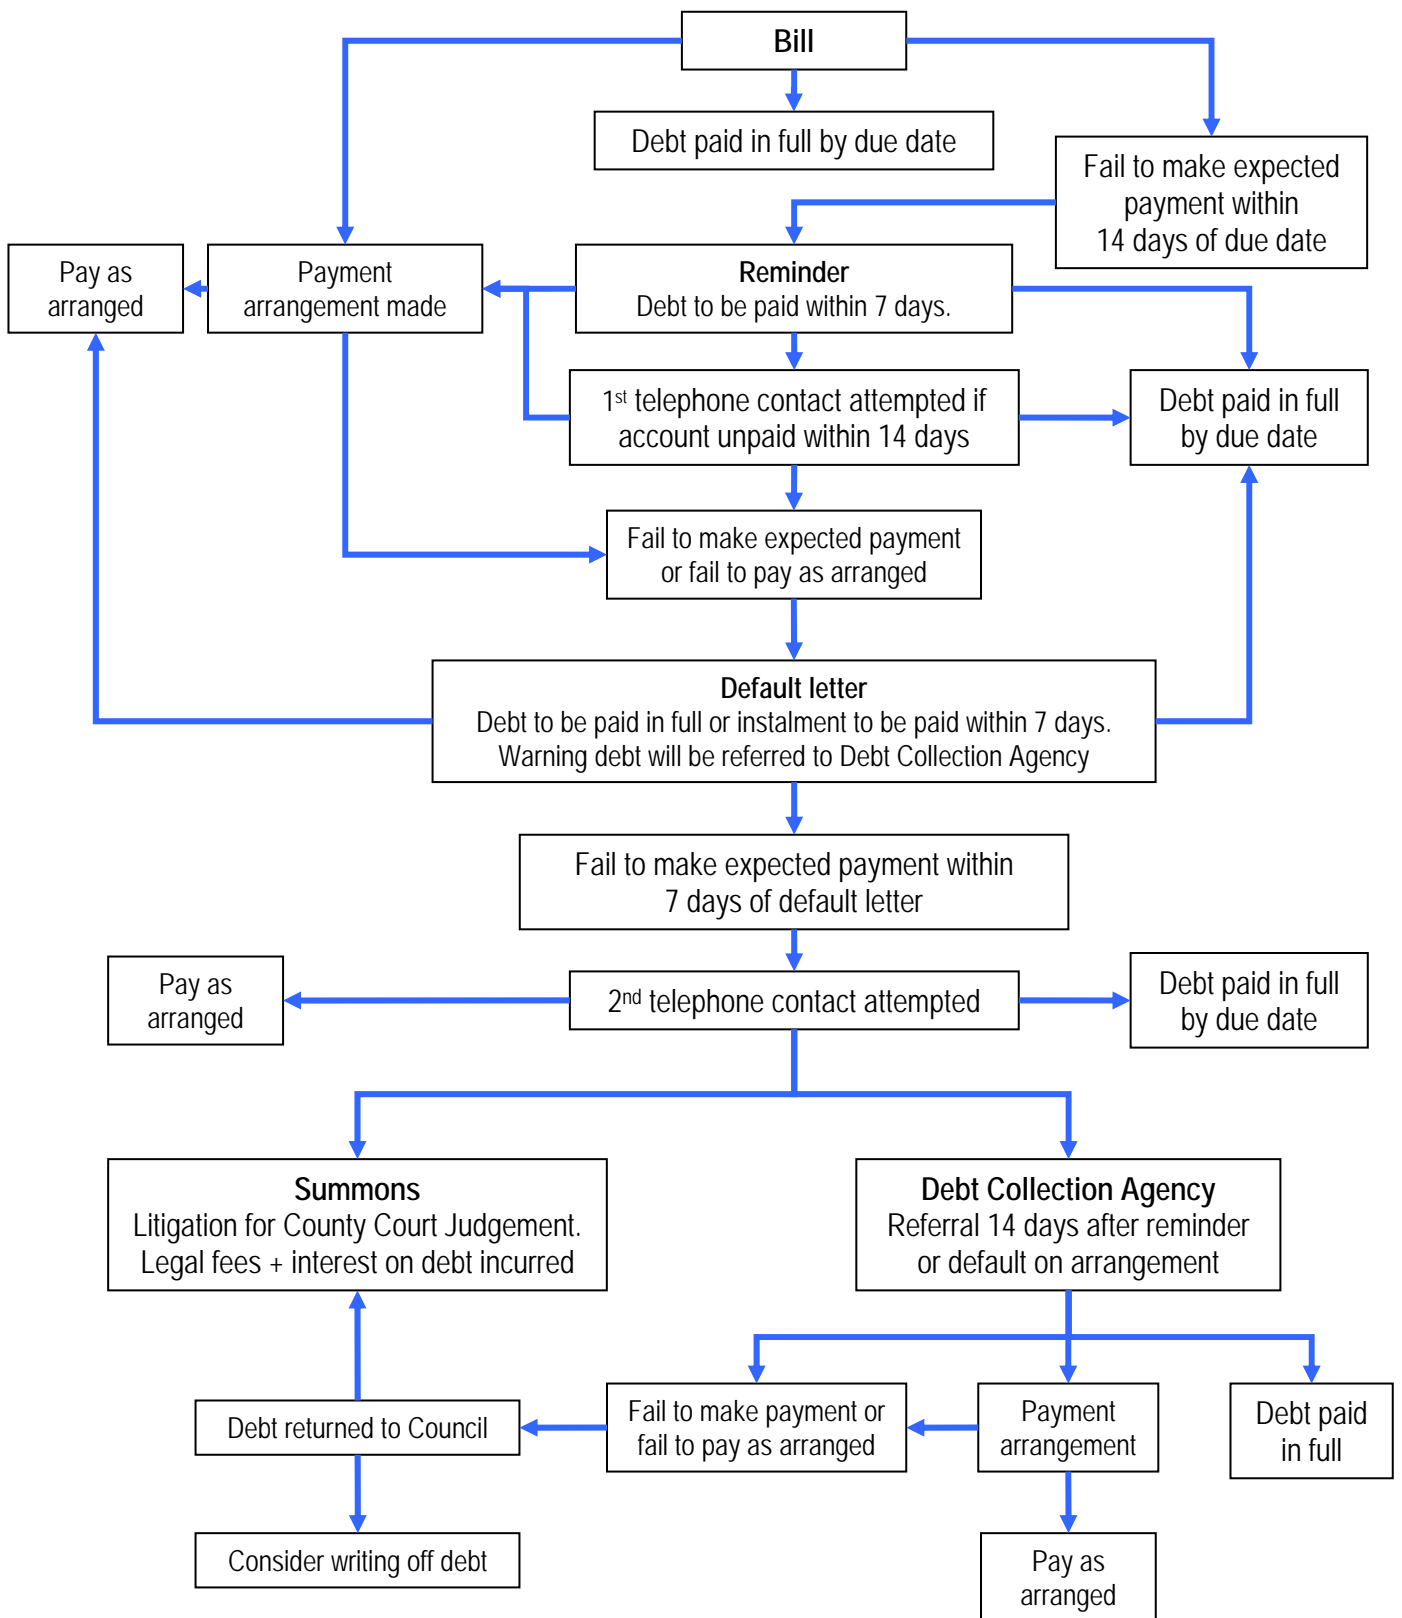 Bill
Debt paid in full by due date
Fail to make expected
payment within
14 days of due date
Pay as
arranged
Payment
arrangement made
Reminder
Debt to be paid within 7 days.
1st telephone contact attempted if
account unpaid within 14 days
Debt paid in full
by due date
Fail to make expected payment
or fail to pay as arranged
Default letter
Debt to be paid in full or instalment to be paid within 7 days.
Warning debt will be referred to Debt Collection Agency
Fail to make expected payment within
7 days of default letter
Pay as
arranged
2nd telephone contact attempted
Debt paid in full
by due date
Summons
Litigation for County Court Judgement.
Legal fees + interest on debt incurred
Debt Collection Agency
Referral 14 days after reminder
or default on arrangement
Debt returned to Council
Fail to make payment or
fail to pay as arranged
Payment
arrangement
Debt paid
in full
Consider writing off debt
Pay as
arranged